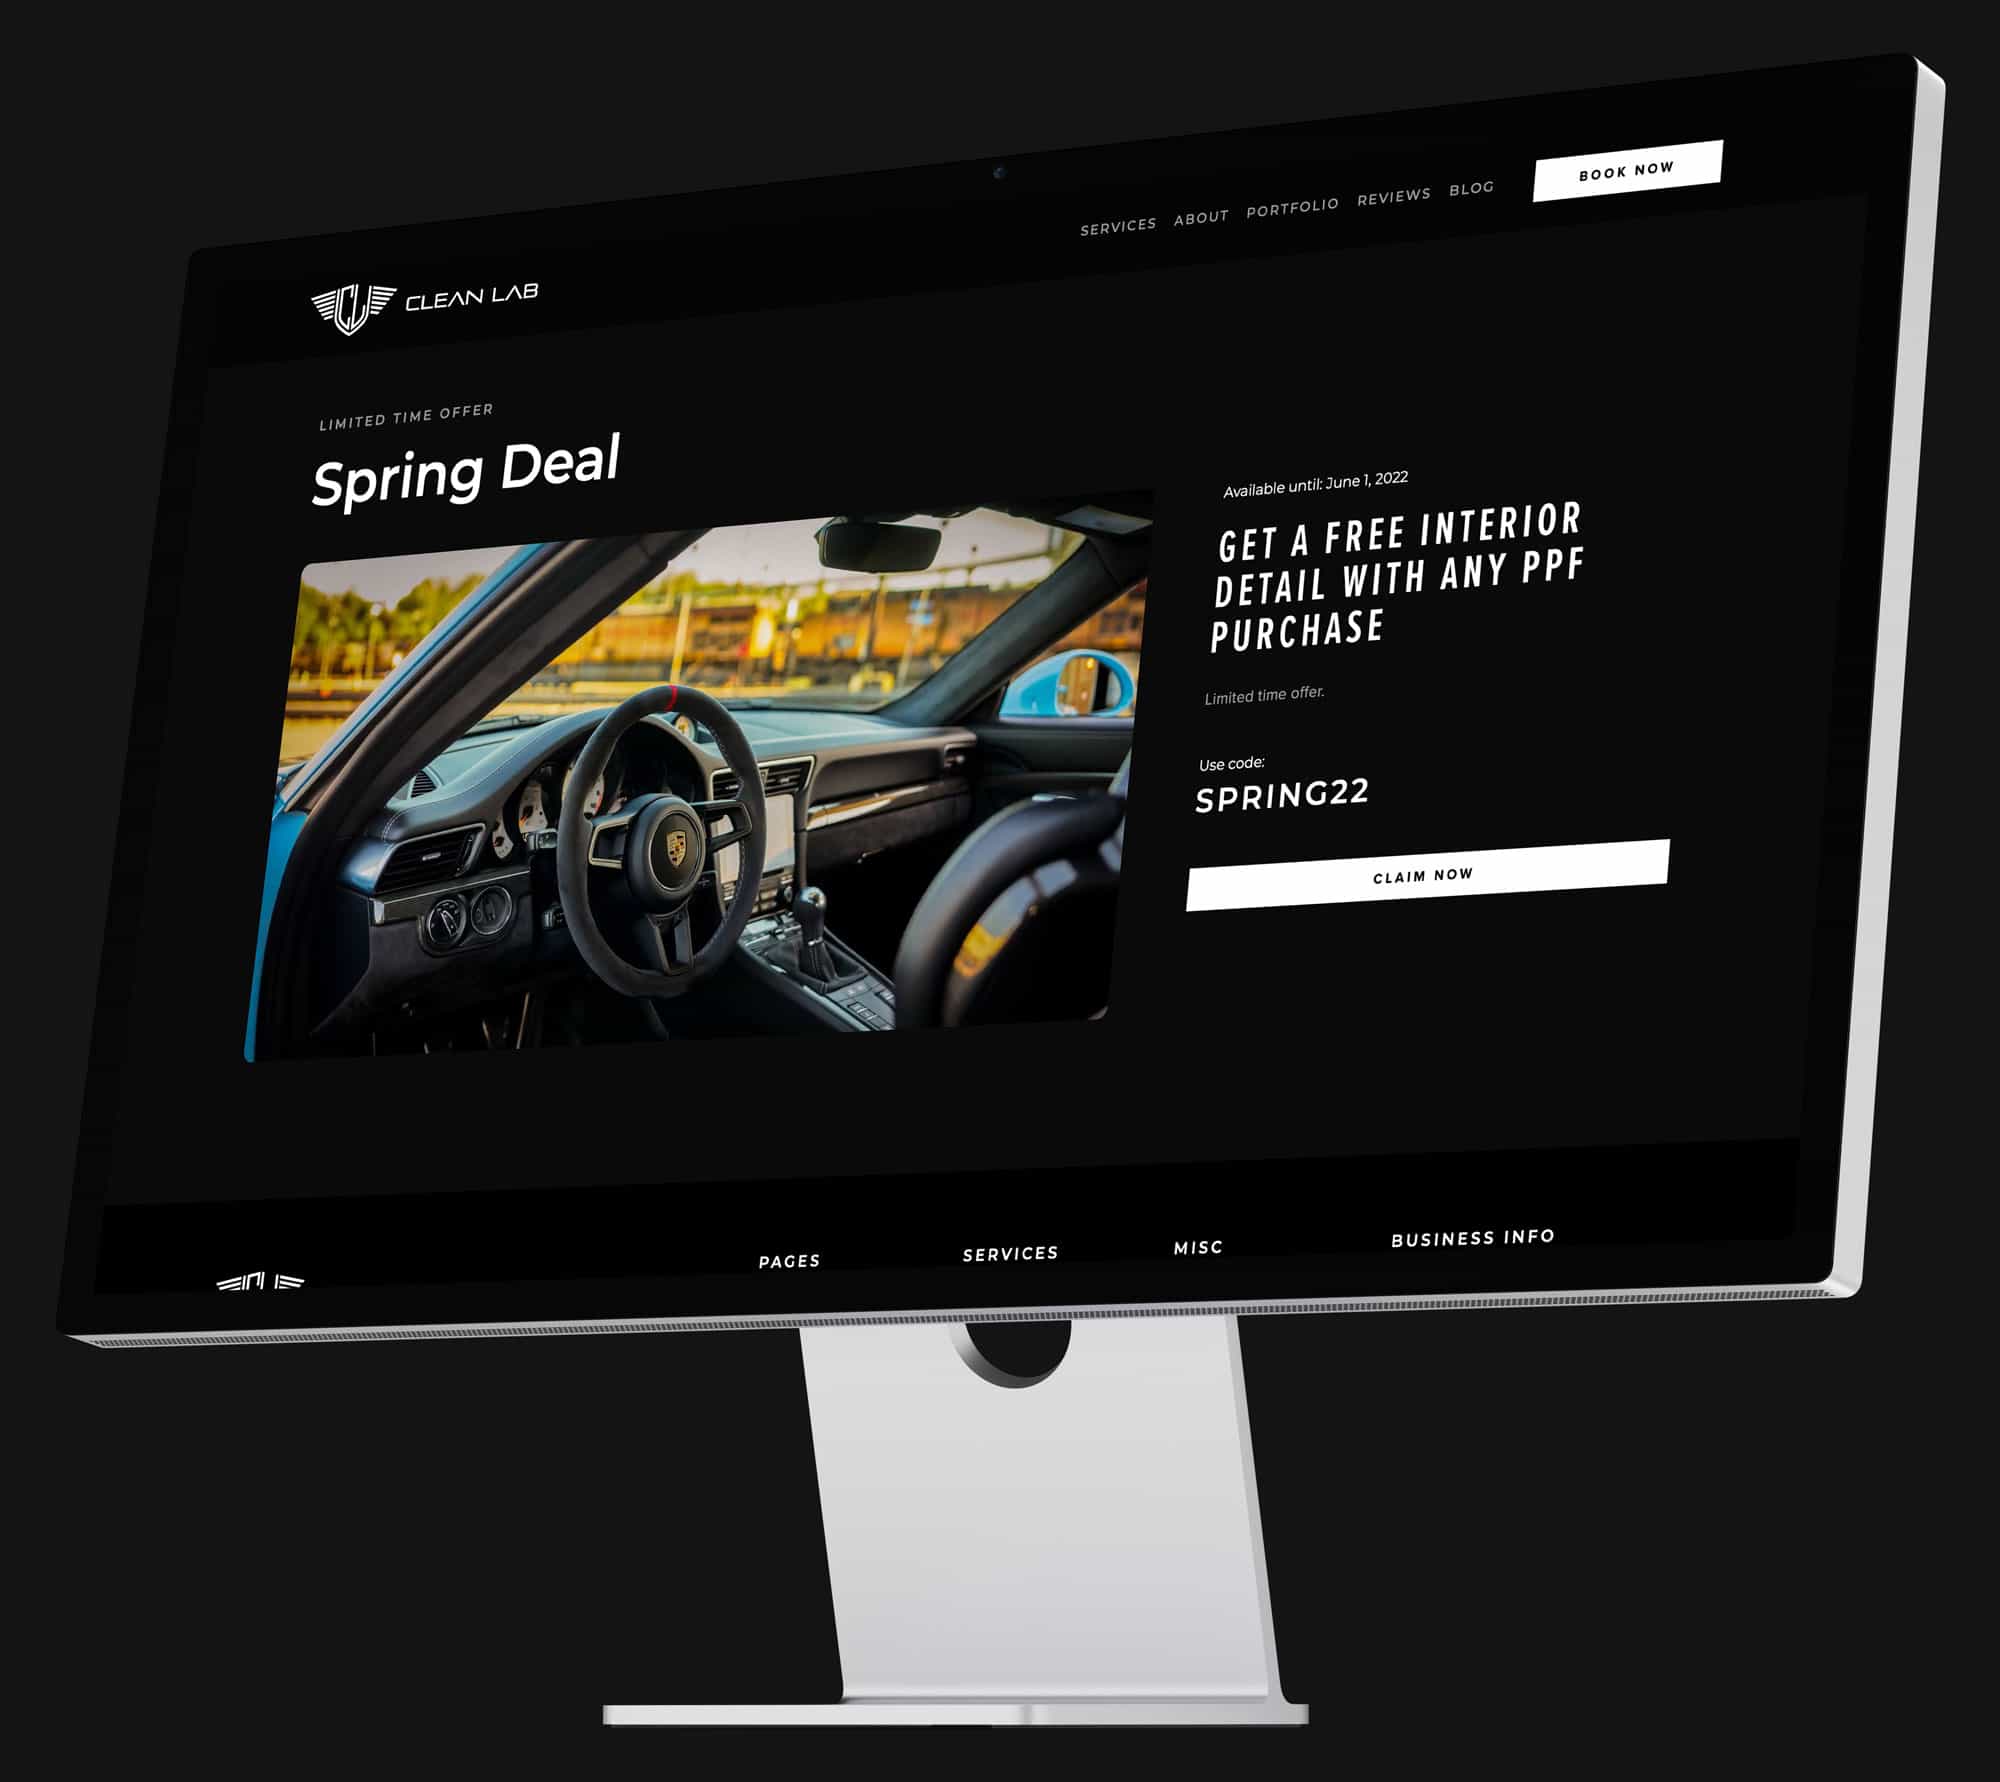 CLEAN LAB
SERVICES ABOUT PORTFOLIO REVIEWS BLOG
BOOK NOW
LIMITED TIME OFFER
Spring Deal
Available until: June 1, 2022
GET A FREE INTERIOR
DETAIL WITH ANY PPF
PURCHASE
Limited time offer.
Use code:
SPRING22
CLAIM NOW
PAGES
SERVICES
MISC
BUSINESS INFO